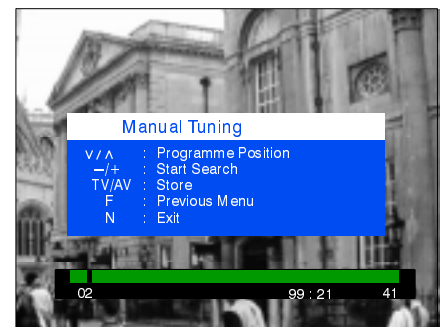 Manual Tuning
∨/∧ : Programme Position
–/+ : Start Search
TV/AV : Store
F : Previous Menu
N : Exit
02 99 : 21 41